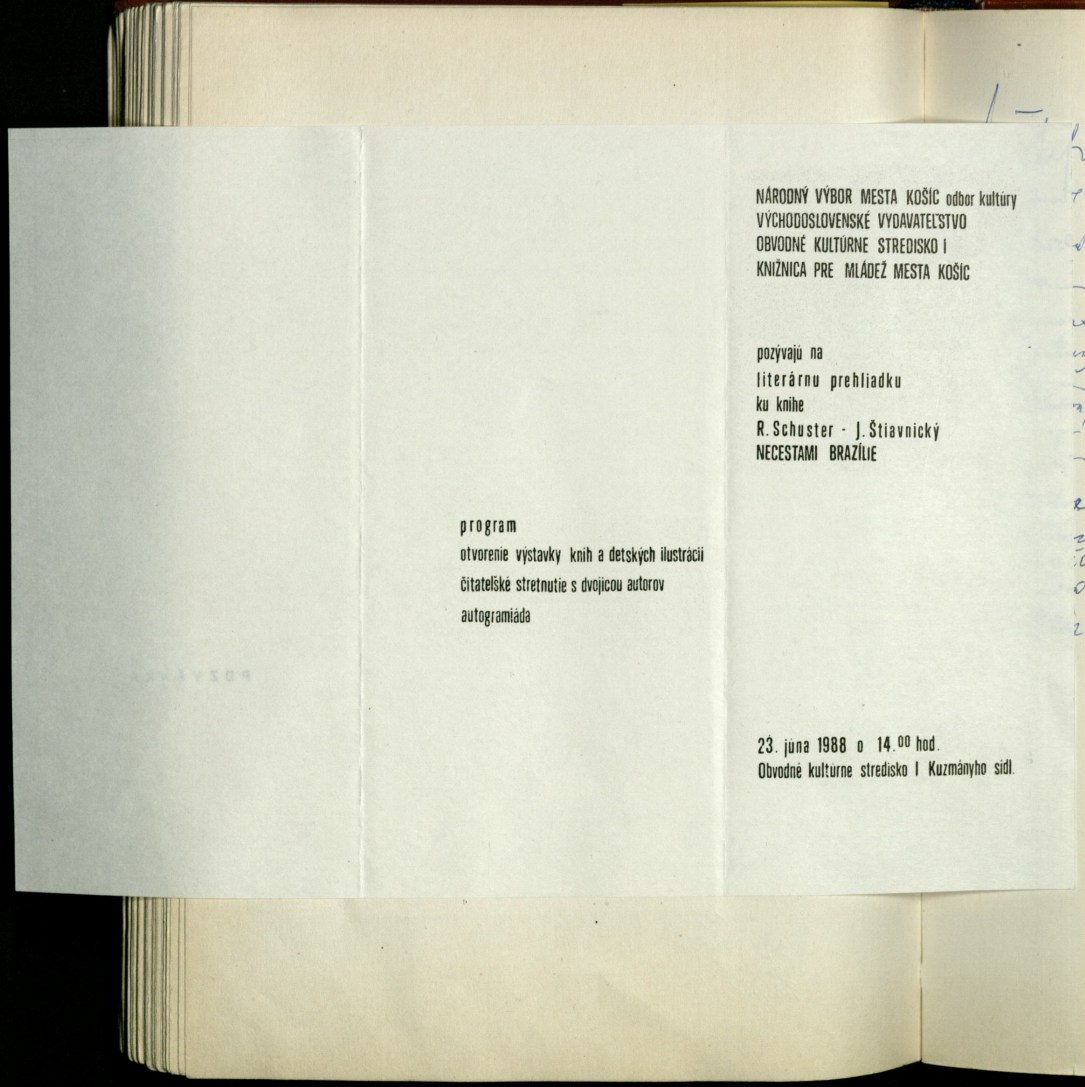 NÁRODNÝ VÝBOR MESTA KOŠÍC odbor kultúry
VÝCHODOSLOVENSKÉ VYDAVATEĽSTVO
OBVODNÉ KULTÚRNE STREDISKO I
KNIŽNICA PRE MLÁDEŽ MESTA KOŠÍC
pozývajú na
literárnu prehliadku
ku knihe
R. Schuster - J. Štiavnický
NECESTAMI BRAZÍLIE
program
otvorenie výstavky kníh a detských ilustrácií
čitateľské stretnutie s dvojicou autorov
autogramiáda
23. júna 1988 o 14.00 hod.
Obvodné kultúrne stredisko I Kuzmányho sídl.